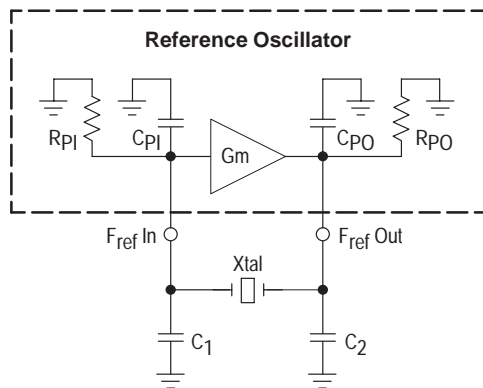 Reference Oscillator
RPI
CPI
Gm
CPO
RPO
Fref In
Fref Out
Xtal
C1
C2